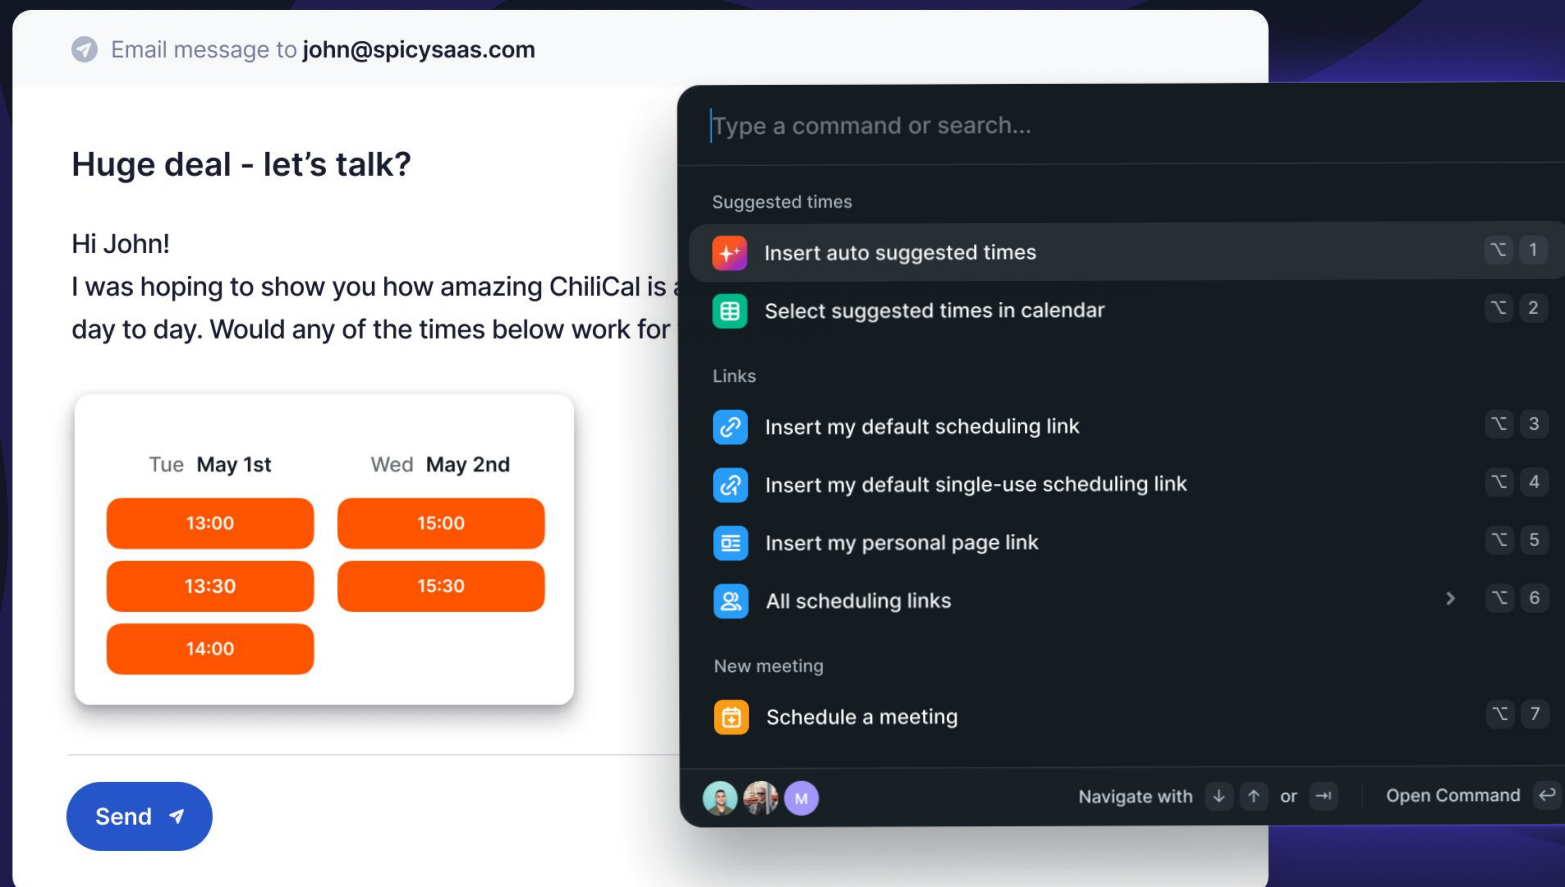 Email message to john@spicysaas.com
Huge deal - let’s talk?
Hi John!
I was hoping to show you how amazing ChiliCal is
day to day. Would any of the times below work for
Tue May 1st
13:00
13:30
14:00
Wed May 2nd
15:00
15:30
Send
Type a command or search...
Suggested times
Insert auto suggested times ⌥ 1
Select suggested times in calendar ⌥ 2
Links
Insert my default scheduling link ⌥ 3
Insert my default single-use scheduling link ⌥ 4
Insert my personal page link ⌥ 5
All scheduling links ⌥ 6
New meeting
Schedule a meeting ⌥ 7
M
Navigate with ↓ ↑ or ⇥
Open Command ↩